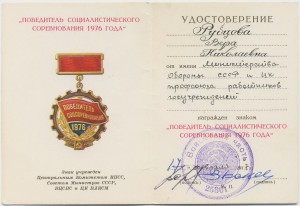 "ПОБЕДИТЕЛЬ СОЦИАЛИСТИЧЕСКОГО
СОРЕВНОВАНИЯ 1976 ГОДА"
ПОБЕДИТЕЛЬ
СОЦСОРЕВНОВАНИЯ
1976
Знак учрежден
Центральным Комитетом КПСС,
Советом Министров СССР,
ВЦСПС и ЦК ВЛКСМ
УДОСТОВЕРЕНИЕ
Рубцова
Вера
Николаевна
от имени Министерства
Обороны СССР и ЦК
профсоюза работников
госучреждений
награжден знаком
"ПОБЕДИТЕЛЬ СОЦИАЛИСТИЧЕСКОГО
СОРЕВНОВАНИЯ 1976 ГОДА"
М.П.